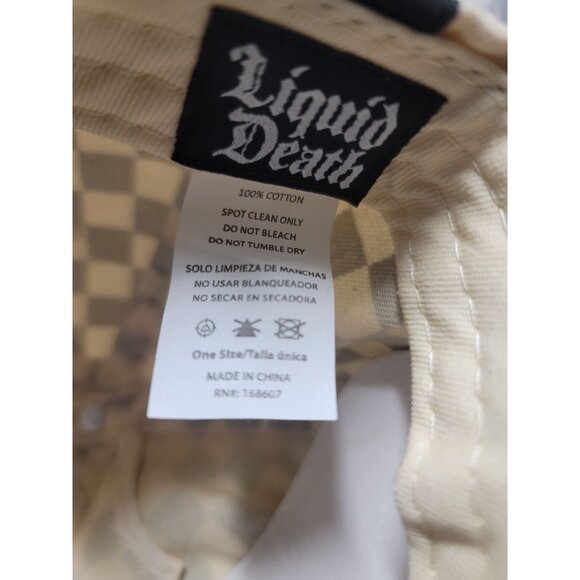 Liquid
Death
100% COTTON
SPOT CLEAN ONLY
DO NOT BLEACH
DO NOT TUMBLE DRY
SOLO LIMPIEZA DE MANCHAS
NO USAR BLANQUEADOR
NO SECAR EN SECADORA
One Size/Talla única
MADE IN CHINA
RN#: 168607